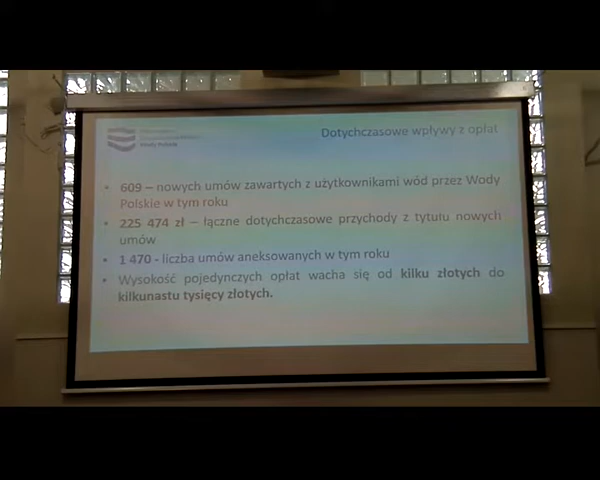 Wody Polskie
Dotychczasowe wpływy z opłat
• 609 – nowych umów zawartych z użytkownikami wód przez Wody
Polskie w tym roku
• 225 474 zł – łączne dotychczasowe przychody z tytułu nowych
umów
• 1 470 - liczba umów aneksowanych w tym roku
• Wysokość pojedynczych opłat wacha się od kilku złotych do
kilkunastu tysięcy złotych.